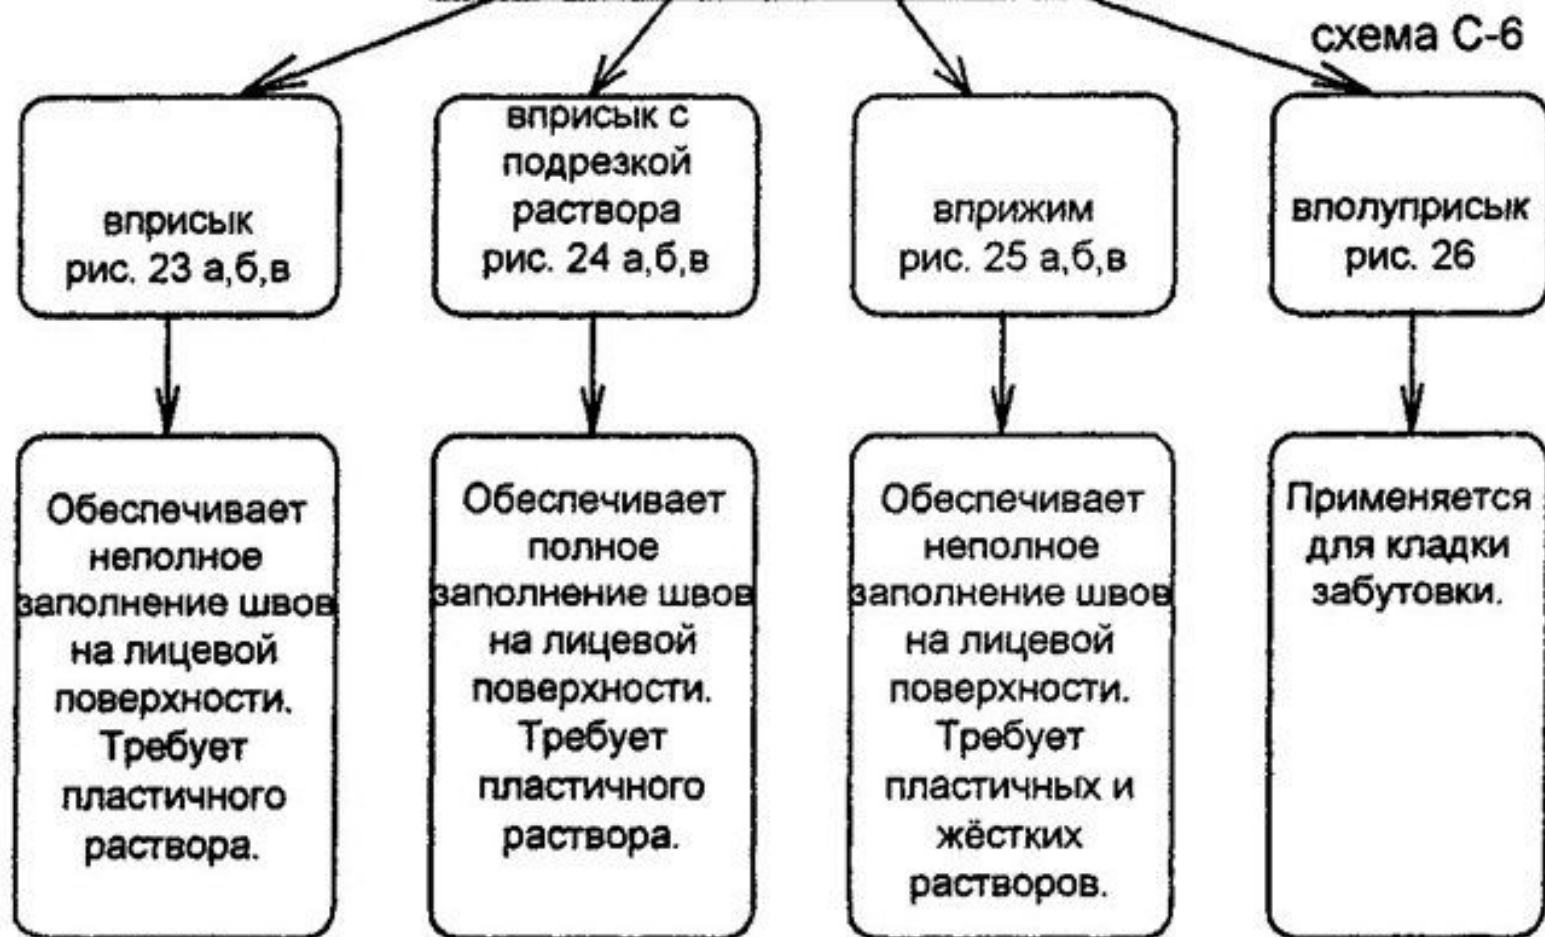 схема С-6
вприсык
рис. 23 а,б,в
вприсык с
подрезкой
раствора
рис. 24 а,б,в
вприжим
рис. 25 а,б,в
вполуприсык
рис. 26
Обеспечивает
неполное
заполнение швов
на лицевой
поверхности.
Требует
пластичного
раствора.
Обеспечивает
полное
заполнение швов
на лицевой
поверхности.
Требует
пластичного
раствора.
Обеспечивает
неполное
заполнение швов
на лицевой
поверхности.
Требует
пластичных и
жёстких
растворов.
Применяется
для кладки
забутовки.